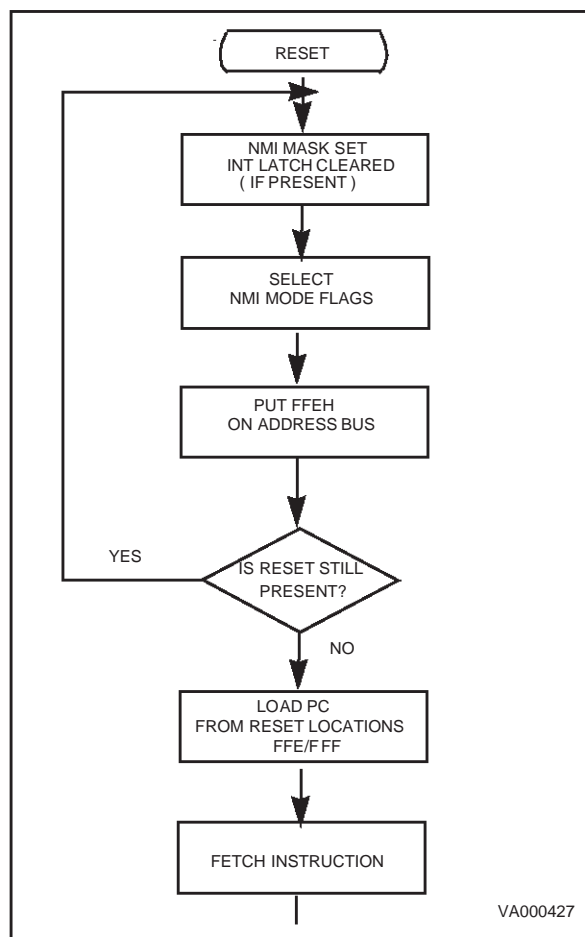 RESET
NMI MASK SET
INT LATCH CLEARED
( IF PRESENT )
SELECT
NMI MODE FLAGS
PUT FFEH
ON ADDRESS BUS
YES
IS RESET STILL
PRESENT?
NO
LOAD PC
FROM RESET LOCATIONS
FFE/FFF
FETCH INSTRUCTION
VA000427